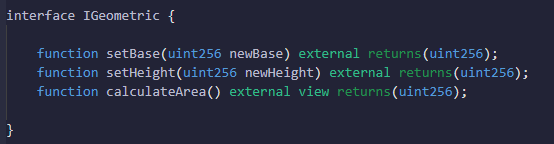 interface IGeometric {
function setBase(uint256 newBase) external returns(uint256);
function setHeight(uint256 newHeight) external returns(uint256);
function calculateArea() external view returns(uint256);
}